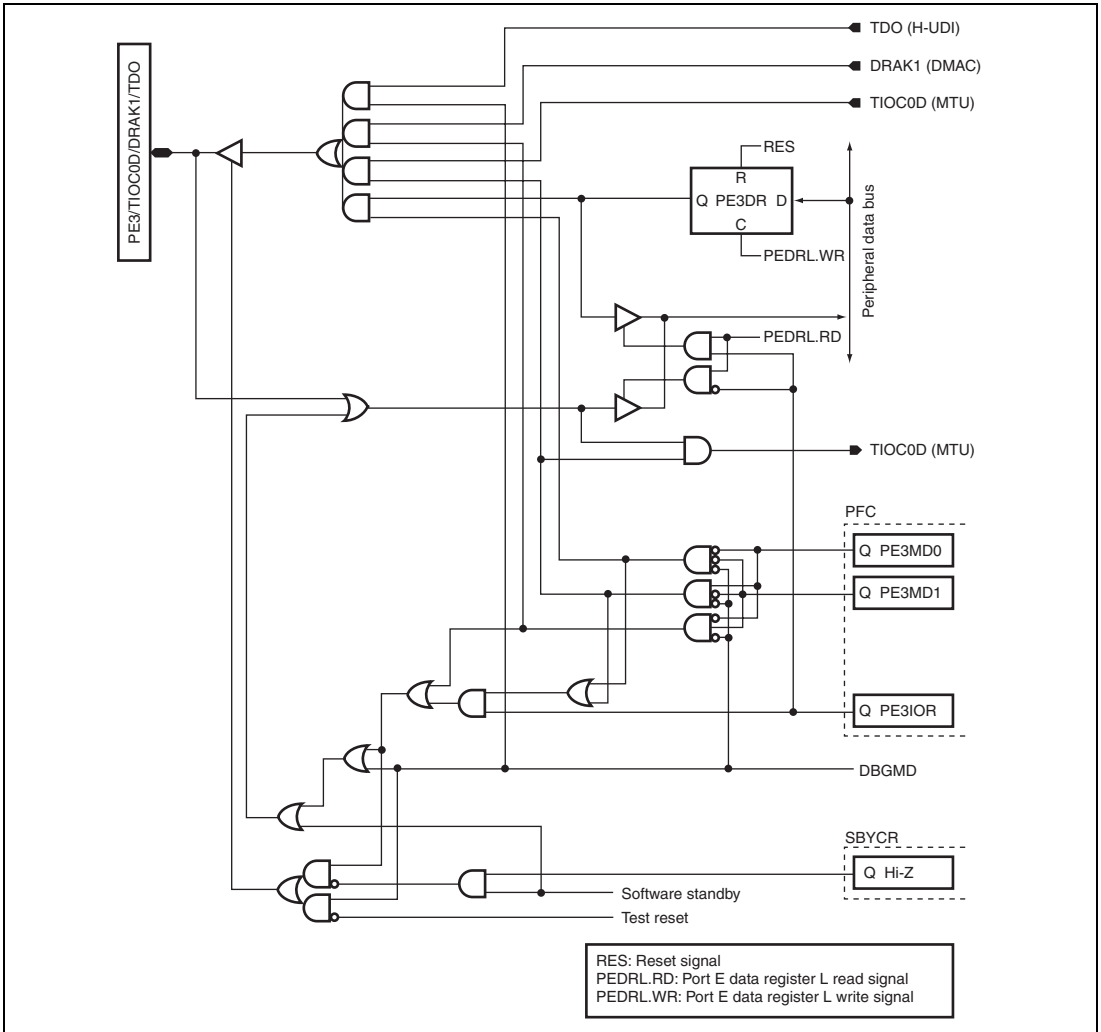 TDO (H-UDI)
DRAK1 (DMAC)
TIOC0D (MTU)
PE3/TIOC0D/DRAK1/TDO
RES
R
Q PE3DR D
C
PEDRL.WR
Peripheral data bus
PEDRL.RD
TIOC0D (MTU)
PFC
Q PE3MD0
Q PE3MD1
Q PE3IOR
DBGMD
SBYCR
Q Hi-Z
Software standby
Test reset
RES: Reset signal
PEDRL.RD: Port E data register L read signal
PEDRL.WR: Port E data register L write signal